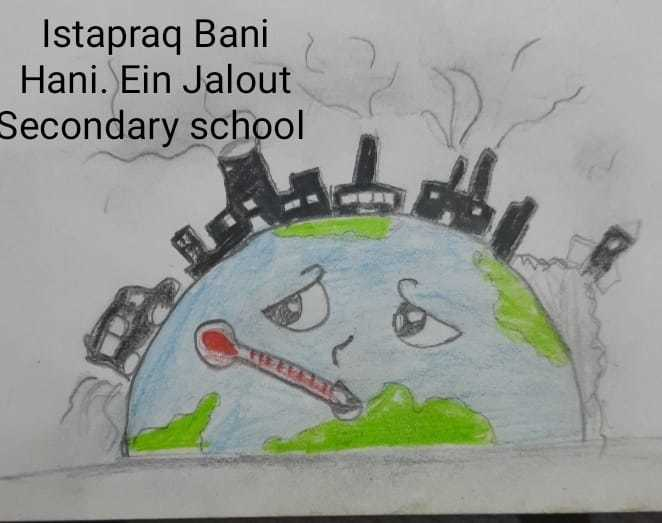 Istapraq Bani
Hani. Ein Jalout
Secondary school